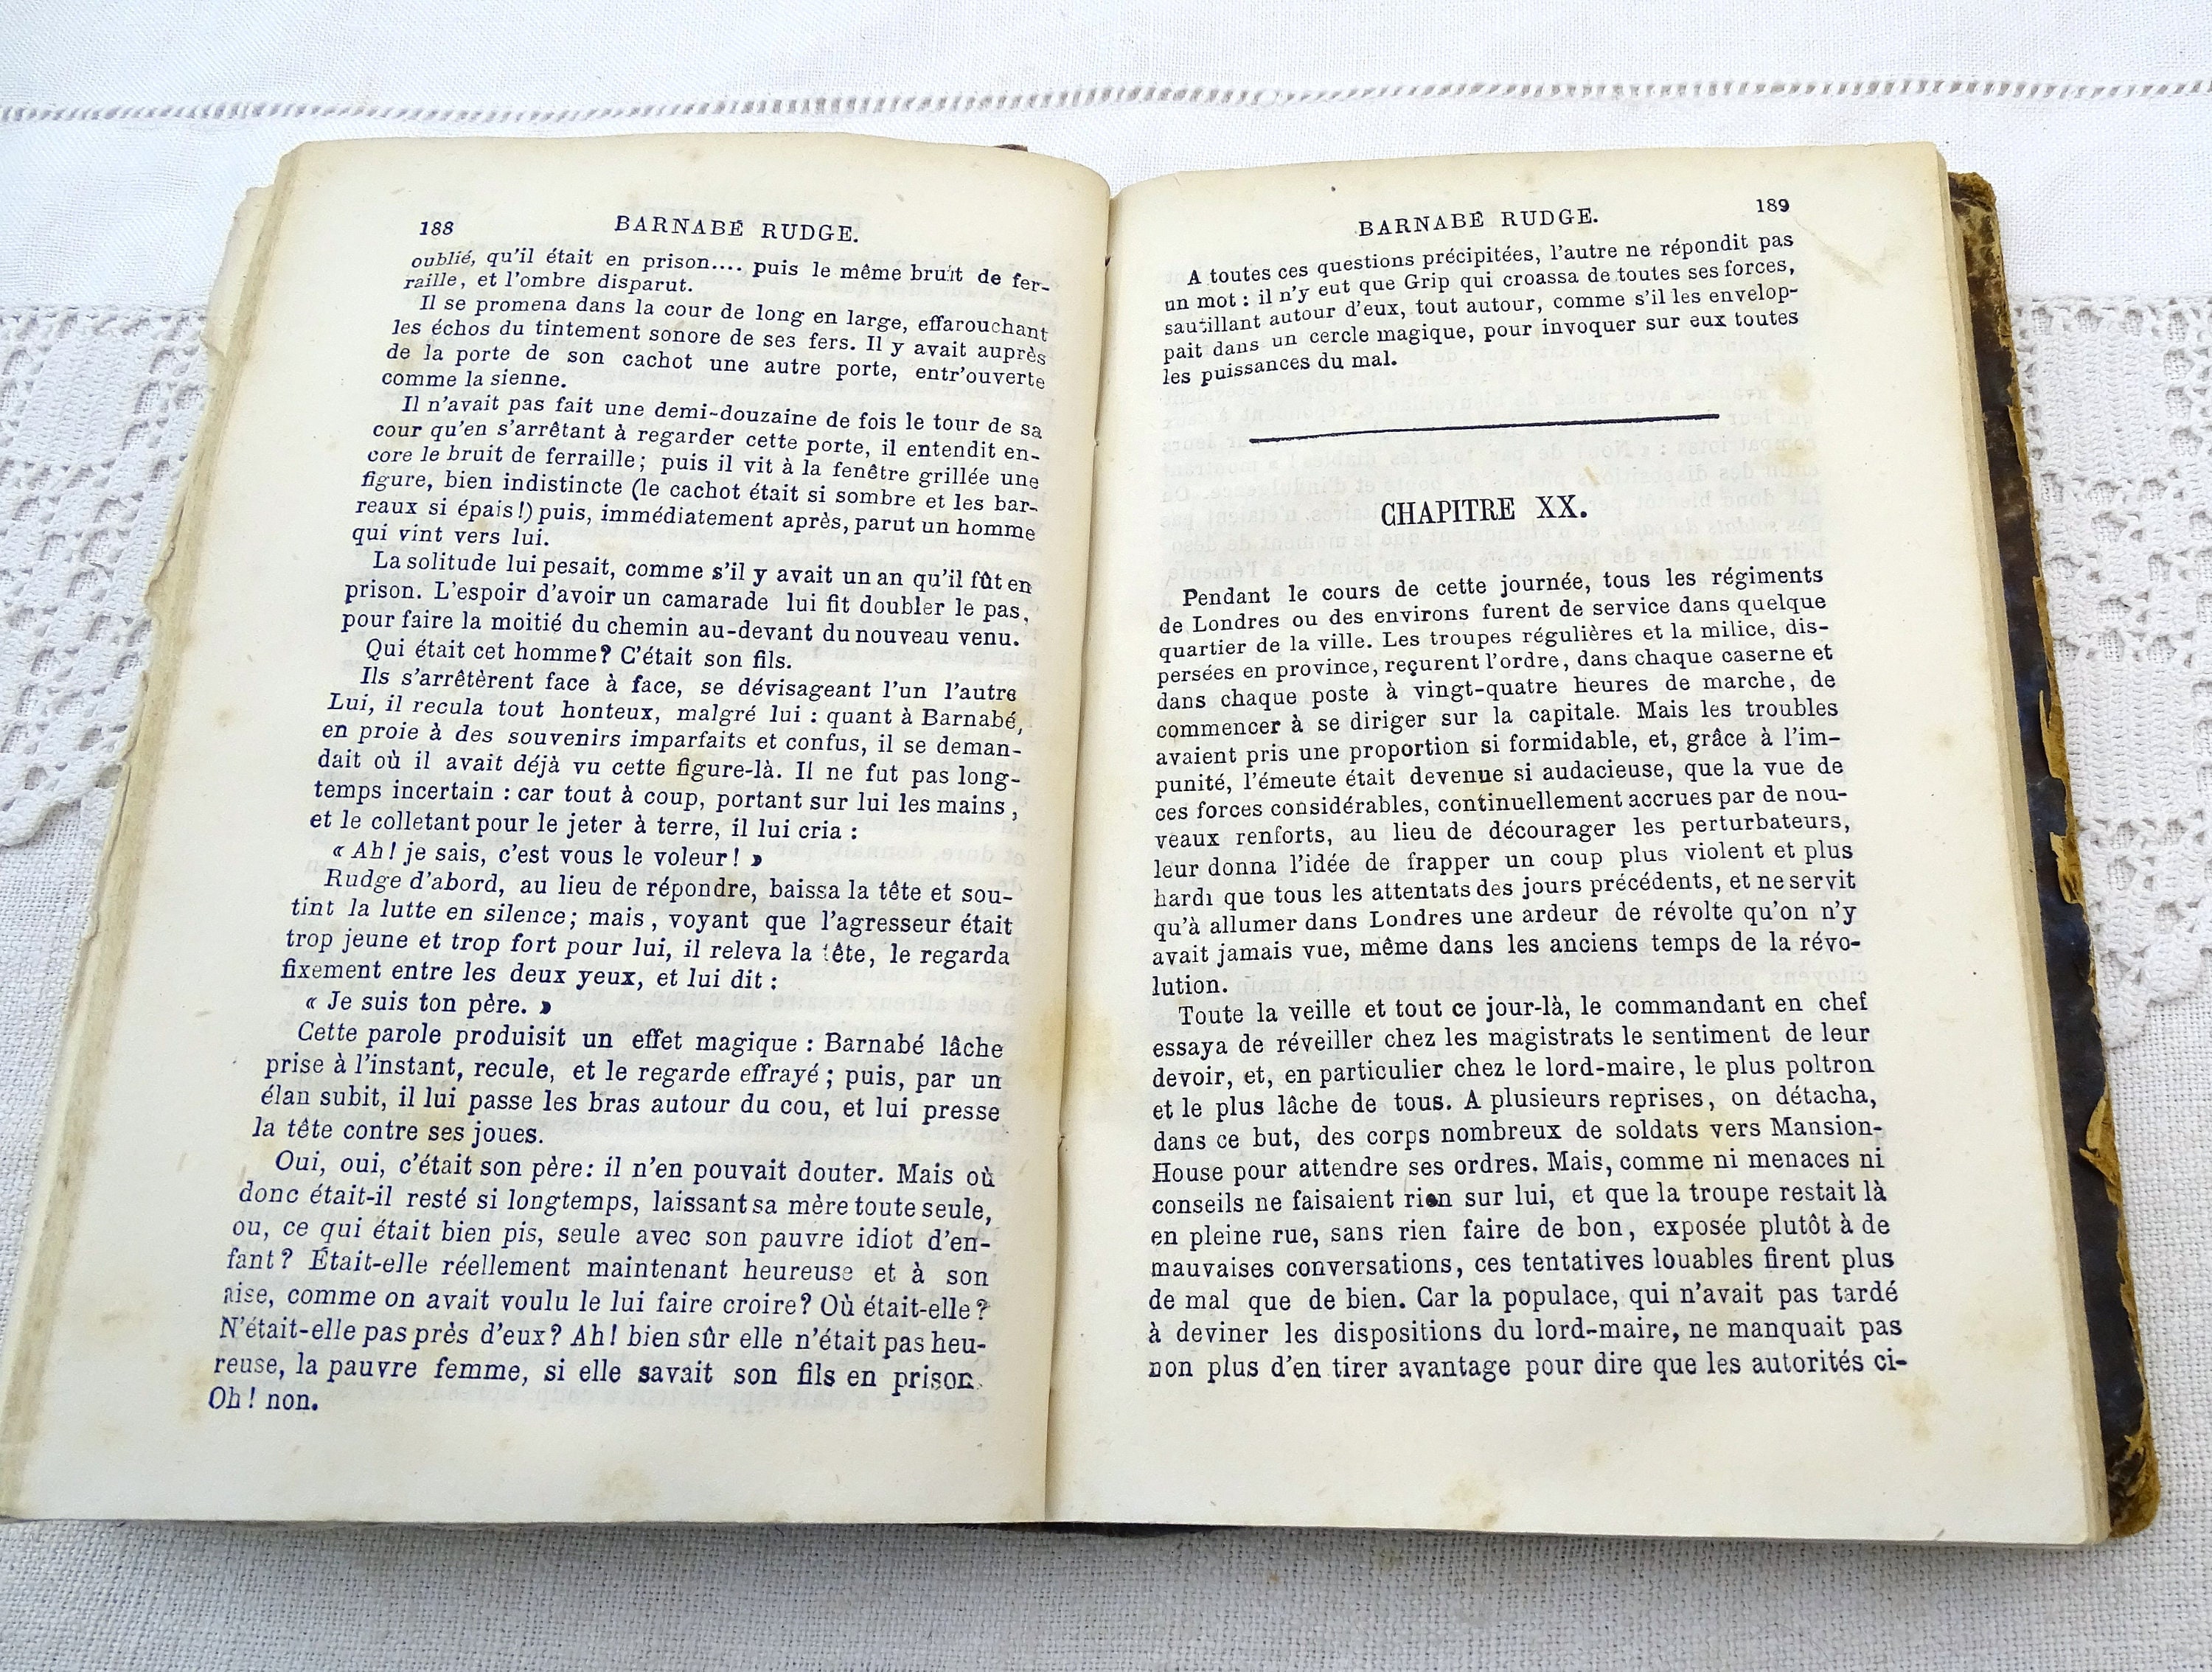 188
BARNABÉ RUDGE.
oublié, qu'il était en prison.... puis le même bruit de fer-
raille, et l'ombre disparut.
Il se promena dans la cour de long en large, effarouchant
les échos du tintement sonore de ses fers. Il y avait auprès
de la porte de son cachot une autre porte, entr'ouverte
comme la sienne.
Il n'avait pas fait une demi-douzaine de fois le tour de sa
cour qu'en s'arrêtant à regarder cette porte, il entendit en-
core le bruit de ferraille; puis il vit à la fenêtre grillée une
figure, bien indistincte (le cachot était si sombre et les bar-
reaux si épais!) puis, immédiatement après, parut un homme
qui vint vers lui.
La solitude lui pesait, comme s'il y avait un an qu'il fût en
prison. L'espoir d'avoir un camarade lui fit doubler le pas,
pour faire la moitié du chemin au-devant du nouveau venu.
Qui était cet homme? C'était son fils.
Ils s'arrêtèrent face à face, se dévisageant l'un l'autre
Lui, il recula tout honteux, malgré lui : quant à Barnabé,
en proie à des souvenirs imparfaits et confus, il se deman-
dait où il avait déjà vu cette figure-là. Il ne fut pas long-
temps incertain : car tout à coup, portant sur lui les mains,
et le colletant pour le jeter à terre, il lui cria :
« Ah! je sais, c'est vous le voleur! »
Rudge d'abord, au lieu de répondre, baissa la tête et sou-
tint la lutte en silence; mais, voyant que l'agresseur était
trop jeune et trop fort pour lui, il releva la tête, le regarda
fixement entre les deux yeux, et lui dit :
« Je suis ton père. »
Cette parole produisit un effet magique : Barnabé lâche
prise à l'instant, recule, et le regarde effrayé; puis, par un
élan subit, il lui passe les bras autour du cou, et lui presse
la tête contre ses joues.
Oui, oui, c'était son père: il n'en pouvait douter. Mais où
donc était-il resté si longtemps, laissant sa mère toute seule,
ou, ce qui était bien pis, seule avec son pauvre idiot d'en-
fant? Était-elle réellement maintenant heureuse et à son
aise, comme on avait voulu le lui faire croire? Où était-elle?
N'était-elle pas près d'eux? Ah! bien sûr elle n'était pas heu-
reuse, la pauvre femme, si elle savait son fils en prison.
Oh! non.
BARNABÉ RUDGE.
189
A toutes ces questions précipitées, l'autre ne répondit pas
un mot : il n'y eut que Grip qui croassa de toutes ses forces,
sautillant autour d'eux, tout autour, comme s'il les envelop-
pait dans un cercle magique, pour invoquer sur eux toutes
les puissances du mal.
CHAPITRE XX.
Pendant le cours de cette journée, tous les régiments
de Londres ou des environs furent de service dans quelque
quartier de la ville. Les troupes régulières et la milice, dis-
persées en province, reçurent l'ordre, dans chaque caserne et
dans chaque poste à vingt-quatre heures de marche, de
commencer à se diriger sur la capitale. Mais les troubles
avaient pris une proportion si formidable, et, grâce à l'im-
punité, l'émeute était devenue si audacieuse, que la vue de
ces forces considérables, continuellement accrues par de nou-
veaux renforts, au lieu de décourager les perturbateurs,
leur donna l'idée de frapper un coup plus violent et plus
hardi que tous les attentats des jours précédents, et ne servit
qu'à allumer dans Londres une ardeur de révolte qu'on n'y
avait jamais vue, même dans les anciens temps de la révo-
lution.
Toute la veille et tout ce jour-là, le commandant en chef
essaya de réveiller chez les magistrats le sentiment de leur
devoir, et, en particulier chez le lord-maire, le plus poltron
et le plus lâche de tous. A plusieurs reprises, on détacha,
dans ce but, des corps nombreux de soldats vers Mansion-
House pour attendre ses ordres. Mais, comme ni menaces ni
conseils ne faisaient rien sur lui, et que la troupe restait là
en pleine rue, sans rien faire de bon, exposée plutôt à de
mauvaises conversations, ces tentatives louables firent plus
de mal que de bien. Car la populace, qui n'avait pas tardé
à deviner les dispositions du lord-maire, ne manquait pas
non plus d'en tirer avantage pour dire que les autorités ci-